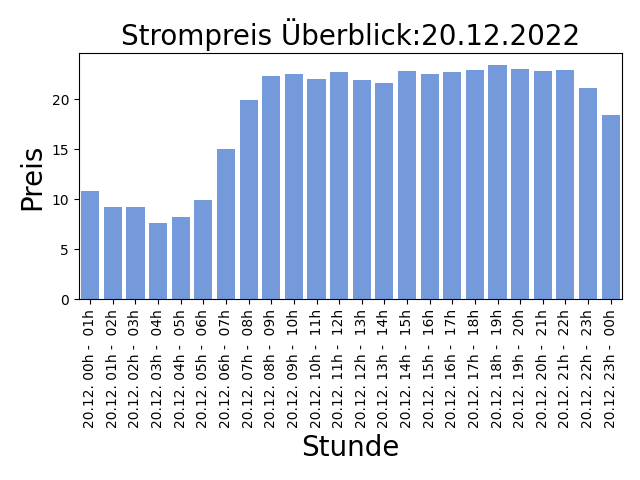 Strompreis Überblick:20.12.2022
Preis
20
15
10
5
0
20.12. 00h -  01h
20.12. 01h -  02h
20.12. 02h -  03h
20.12. 03h -  04h
20.12. 04h -  05h
20.12. 05h -  06h
20.12. 06h -  07h
20.12. 07h -  08h
20.12. 08h -  09h
20.12. 09h -  10h
20.12. 10h -  11h
20.12. 11h -  12h
20.12. 12h -  13h
20.12. 13h -  14h
20.12. 14h -  15h
20.12. 15h -  16h
20.12. 16h -  17h
20.12. 17h -  18h
20.12. 18h -  19h
20.12. 19h -  20h
20.12. 20h -  21h
20.12. 21h -  22h
20.12. 22h -  23h
20.12. 23h -  00h
Stunde